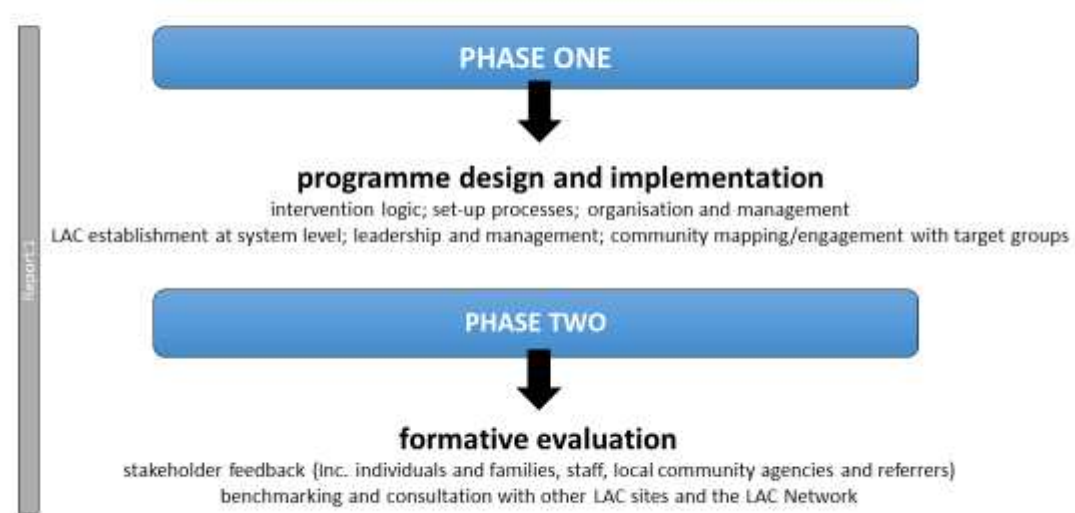 PHASE ONE
programme design and implementation
intervention logic; set-up processes; organisation and management
LAC establishment at system level; leadership and management; community mapping/engagement with target groups
Report 1
PHASE TWO
formative evaluation
stakeholder feedback (Inc. individuals and families, staff, local community agencies and referrers)
benchmarking and consultation with other LAC sites and the LAC Network